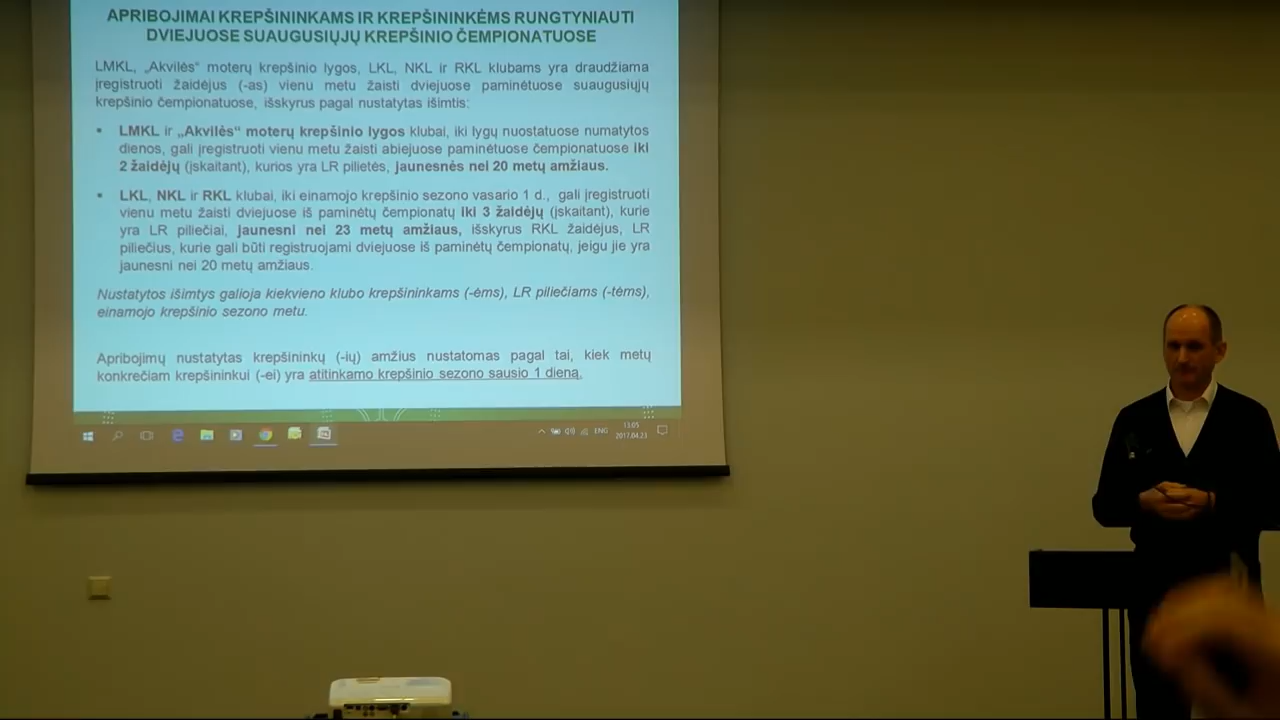 APRIBOJIMAI KREPŠININKAMS IR KREPŠININKĖMS RUNGTYNIAUTI
DVIEJUOSE SUAUGUSIŲJŲ KREPŠINIO ČEMPIONATUOSE
LMKL, „Akvilės“ moterų krepšinio lygos, LKL, NKL ir RKL klubams yra draudžiama
įregistruoti žaidėjus (-as) vienu metu žaisti dviejuose paminėtuose suaugusiųjų
krepšinio čempionatuose, išskyrus pagal nustatytas išimtis:
• LMKL ir „Akvilės“ moterų krepšinio lygos klubai, iki lygų nuostatuose numatytos
dienos, gali įregistruoti vienu metu žaisti abiejuose paminėtuose čempionatuose iki
2 žaidėjų (įskaitant), kurios yra LR pilietės, jaunesnės nei 20 metų amžiaus.
• LKL, NKL ir RKL klubai, iki einamojo krepšinio sezono vasario 1 d., gali įregistruoti
vienu metu žaisti dviejuose iš paminėtų čempionatų iki 3 žaidėjų (įskaitant), kurie
yra LR piliečiai, jaunesni nei 23 metų amžiaus, išskyrus RKL žaidėjus, LR
piliečius, kurie gali būti registruojami dviejuose iš paminėtų čempionatų, jeigu jie yra
jaunesni nei 20 metų amžiaus.
Nustatytos išimtys galioja kiekvieno klubo krepšininkams (-ėms), LR piliečiams (-tėms),
einamojo krepšinio sezono metu.
Apribojimų nustatytas krepšininkų (-ių) amžius nustatomas pagal tai, kiek metų
konkrečiam krepšininkui (-ei) yra atitinkamo krepšinio sezono sausio 1 dieną.
ENG
13:05
2017.04.23